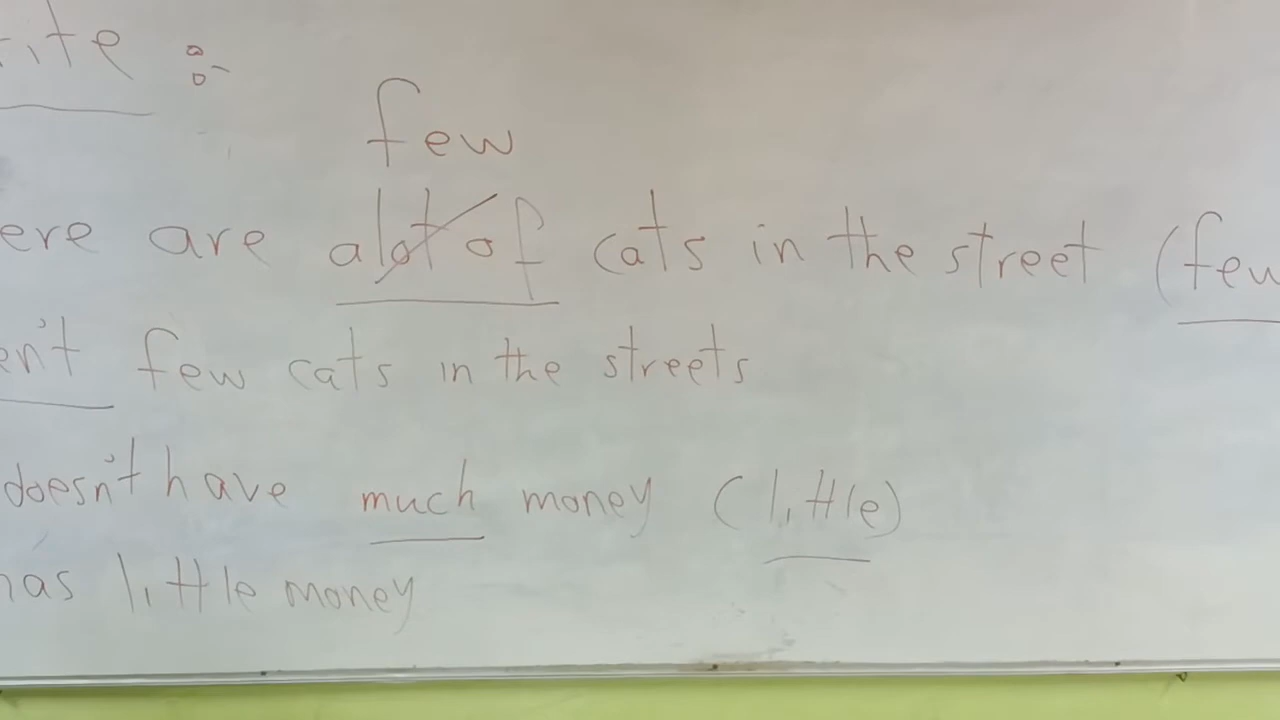 ite :-
few
ere are alot of cats in the street (few
en't few cats in the streets
doesn't have much money (little)
has little money